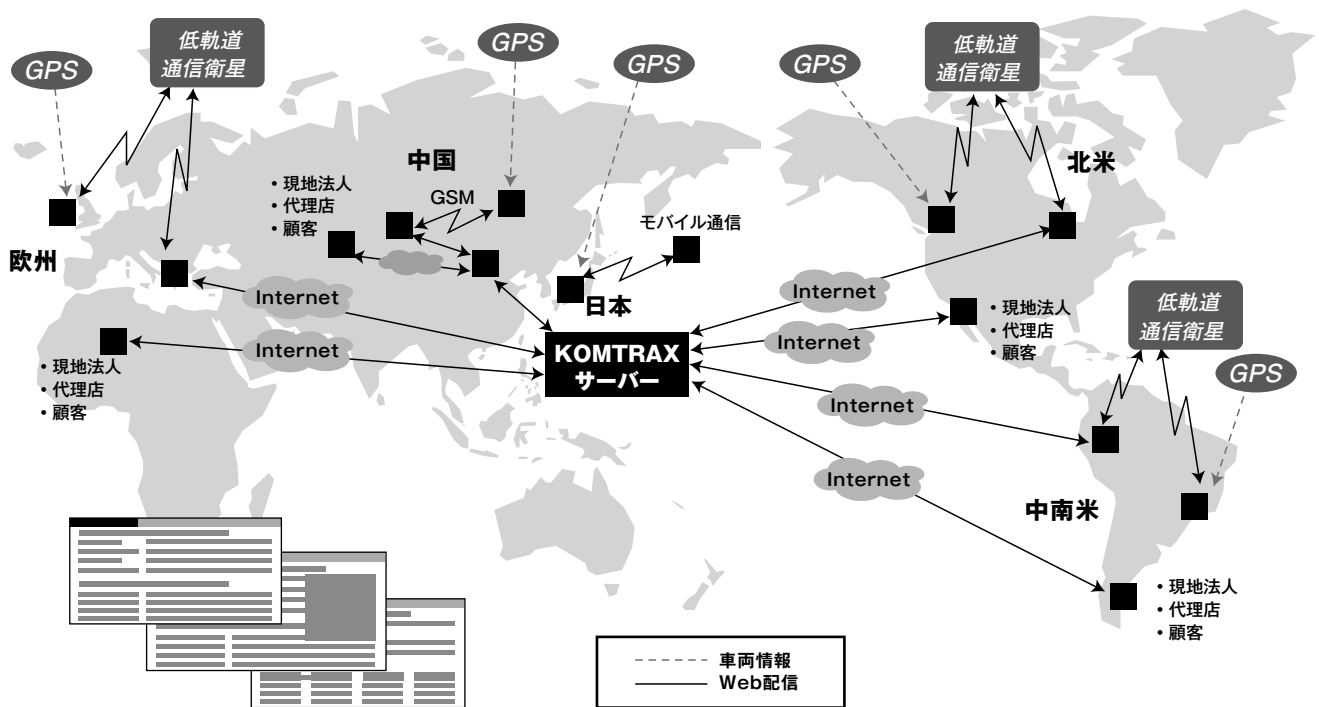 低軌道
通信衛星
GPS
GPS
GPS
GPS
低軌道
通信衛星
中国
GSM
・現地法人
・代理店
・顧客
モバイル通信
北米
欧州
日本
Internet
Internet
KOMTRAX
サーバー
Internet
Internet
・現地法人
・代理店
・顧客
低軌道
通信衛星
GPS
・現地法人
・代理店
・顧客
Internet
Internet
中南米
・現地法人
・代理店
・顧客
車両情報
Web配信